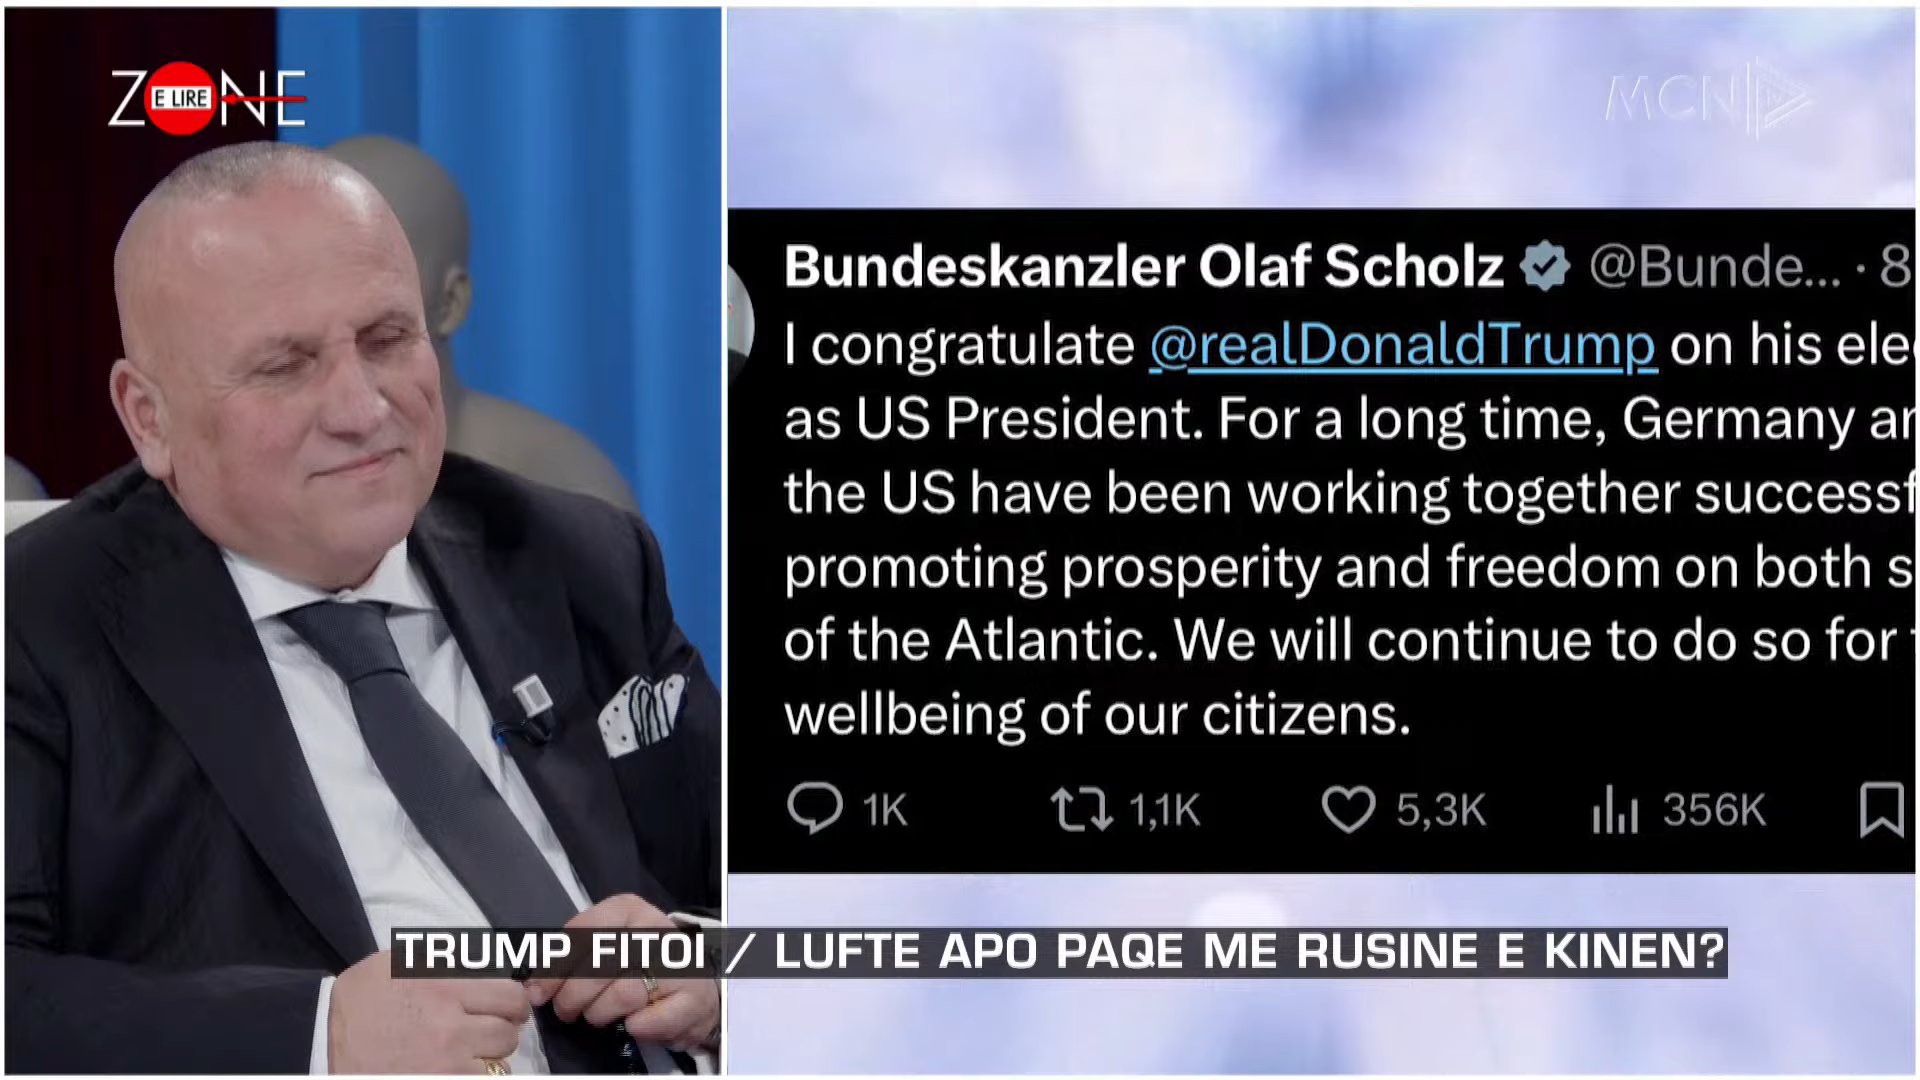 ZONE
E LIRE
MCN TV
Bundeskanzler Olaf Scholz @Bunde... · 8
I congratulate @realDonaldTrump on his ele
as US President. For a long time, Germany an
the US have been working together successf
promoting prosperity and freedom on both s
of the Atlantic. We will continue to do so for
wellbeing of our citizens.
1K 1,1K 5,3K 356K
TRUMP FITOI / LUFTE APO PAQE ME RUSINE E KINEN?